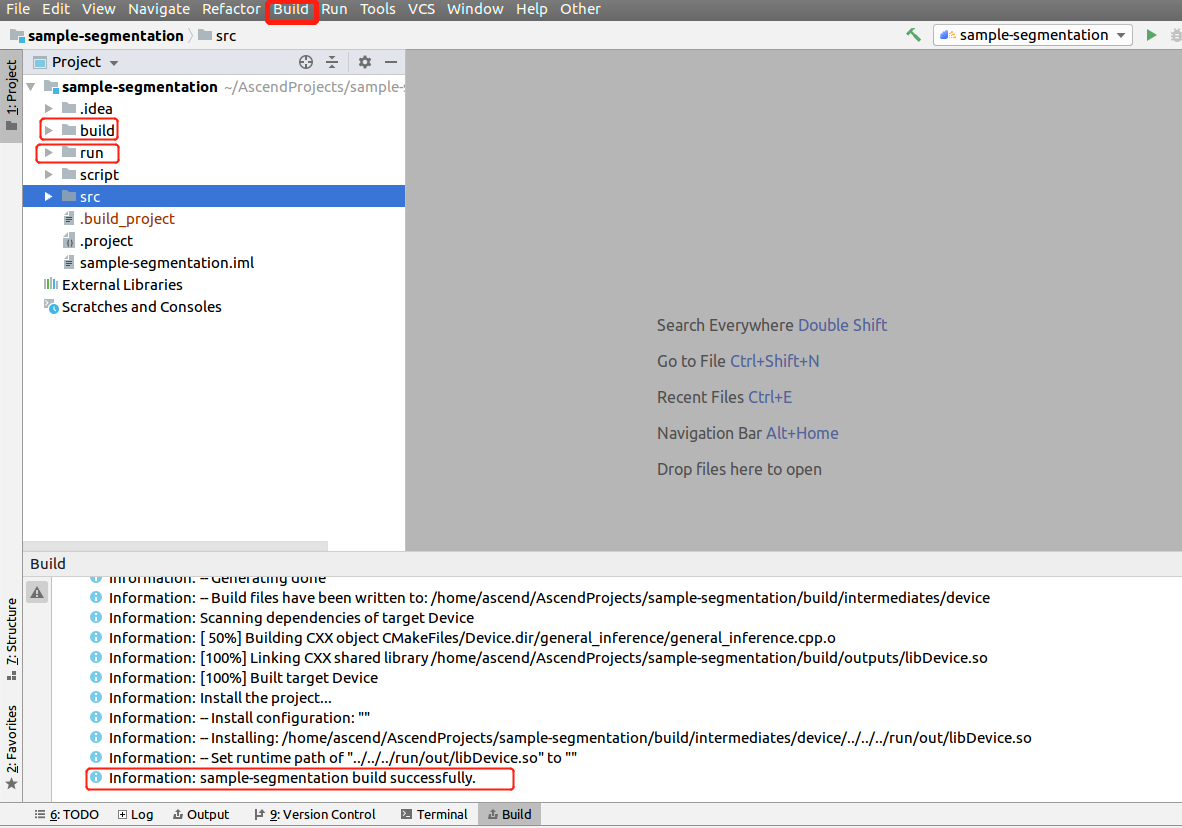 File Edit View Navigate Refactor Build Run Tools VCS Window Help Other
sample-segmentation src sample-segmentation
1: Project
Project
sample-segmentation ~/AscendProjects/sample-s
.idea
build
run
script
src
.build_project
.project
sample-segmentation.iml
External Libraries
Scratches and Consoles
Search Everywhere Double Shift
Go to File Ctrl+Shift+N
Recent Files Ctrl+E
Navigation Bar Alt+Home
Drop files here to open
Build
Information: -- Generating done
Information: -- Build files have been written to: /home/ascend/AscendProjects/sample-segmentation/build/intermediates/device
Information: Scanning dependencies of target Device
Information: [ 50%] Building CXX object CMakeFiles/Device.dir/general_inference/general_inference.cpp.o
Information: [100%] Linking CXX shared library /home/ascend/AscendProjects/sample-segmentation/build/outputs/libDevice.so
Information: [100%] Built target Device
Information: Install the project...
Information: -- Install configuration: ""
Information: -- Installing: /home/ascend/AscendProjects/sample-segmentation/build/intermediates/device/../../../run/out/libDevice.so
Information: -- Set runtime path of "../../../run/out/libDevice.so" to ""
Information: sample-segmentation build successfully.
7: Structure
2: Favorites
6: TODO Log Output 9: Version Control Terminal Build